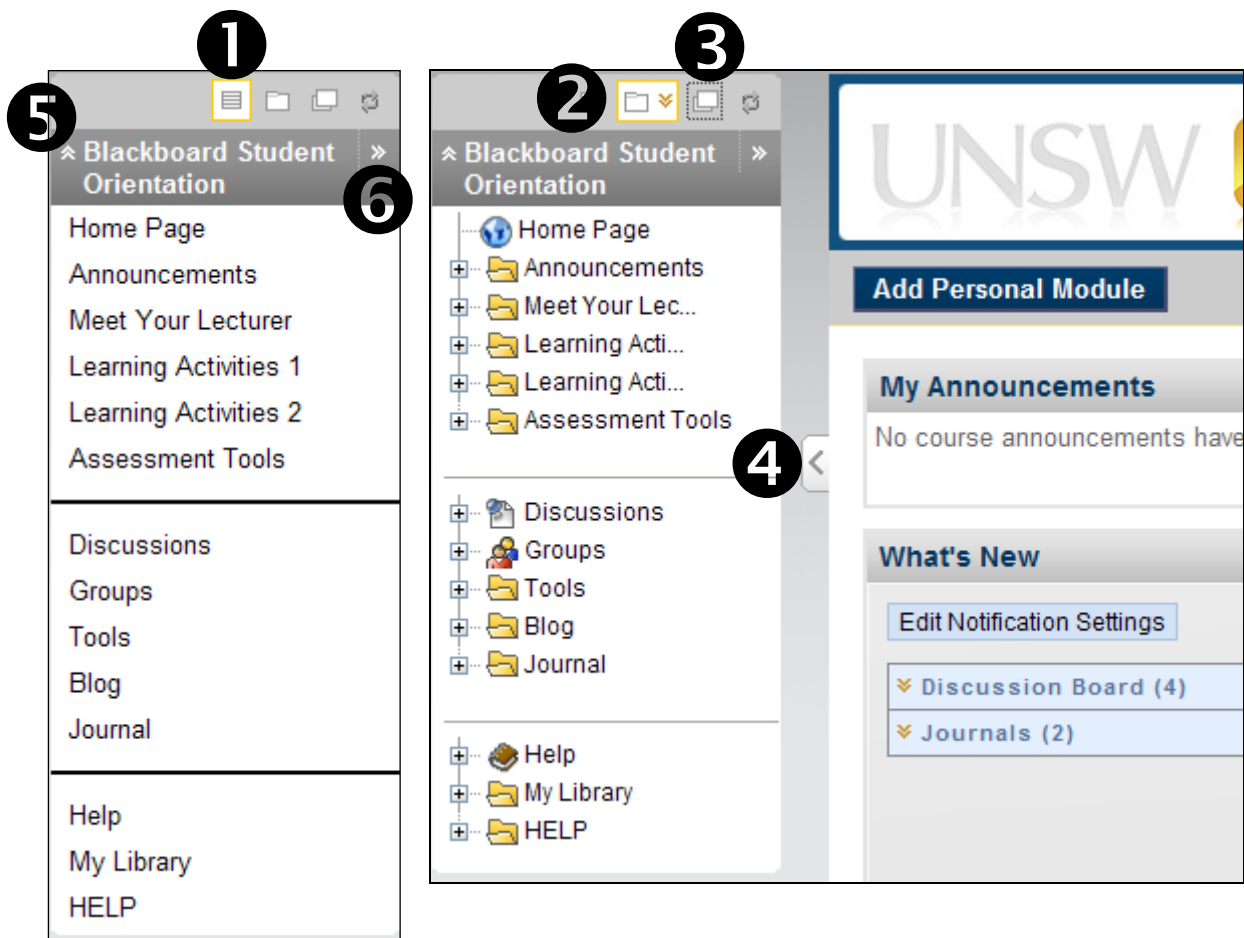 1
5
Blackboard Student
Orientation
6
Home Page
Announcements
Meet Your Lecturer
Learning Activities 1
Learning Activities 2
Assessment Tools
Discussions
Groups
Tools
Blog
Journal
Help
My Library
HELP
2
3
Blackboard Student
Orientation
Home Page
Announcements
Meet Your Lec...
Learning Acti...
Learning Acti...
Assessment Tools
4
Discussions
Groups
Tools
Blog
Journal
Help
My Library
HELP
UNSW
Add Personal Module
My Announcements
No course announcements have
What's New
Edit Notification Settings
Discussion Board (4)
Journals (2)